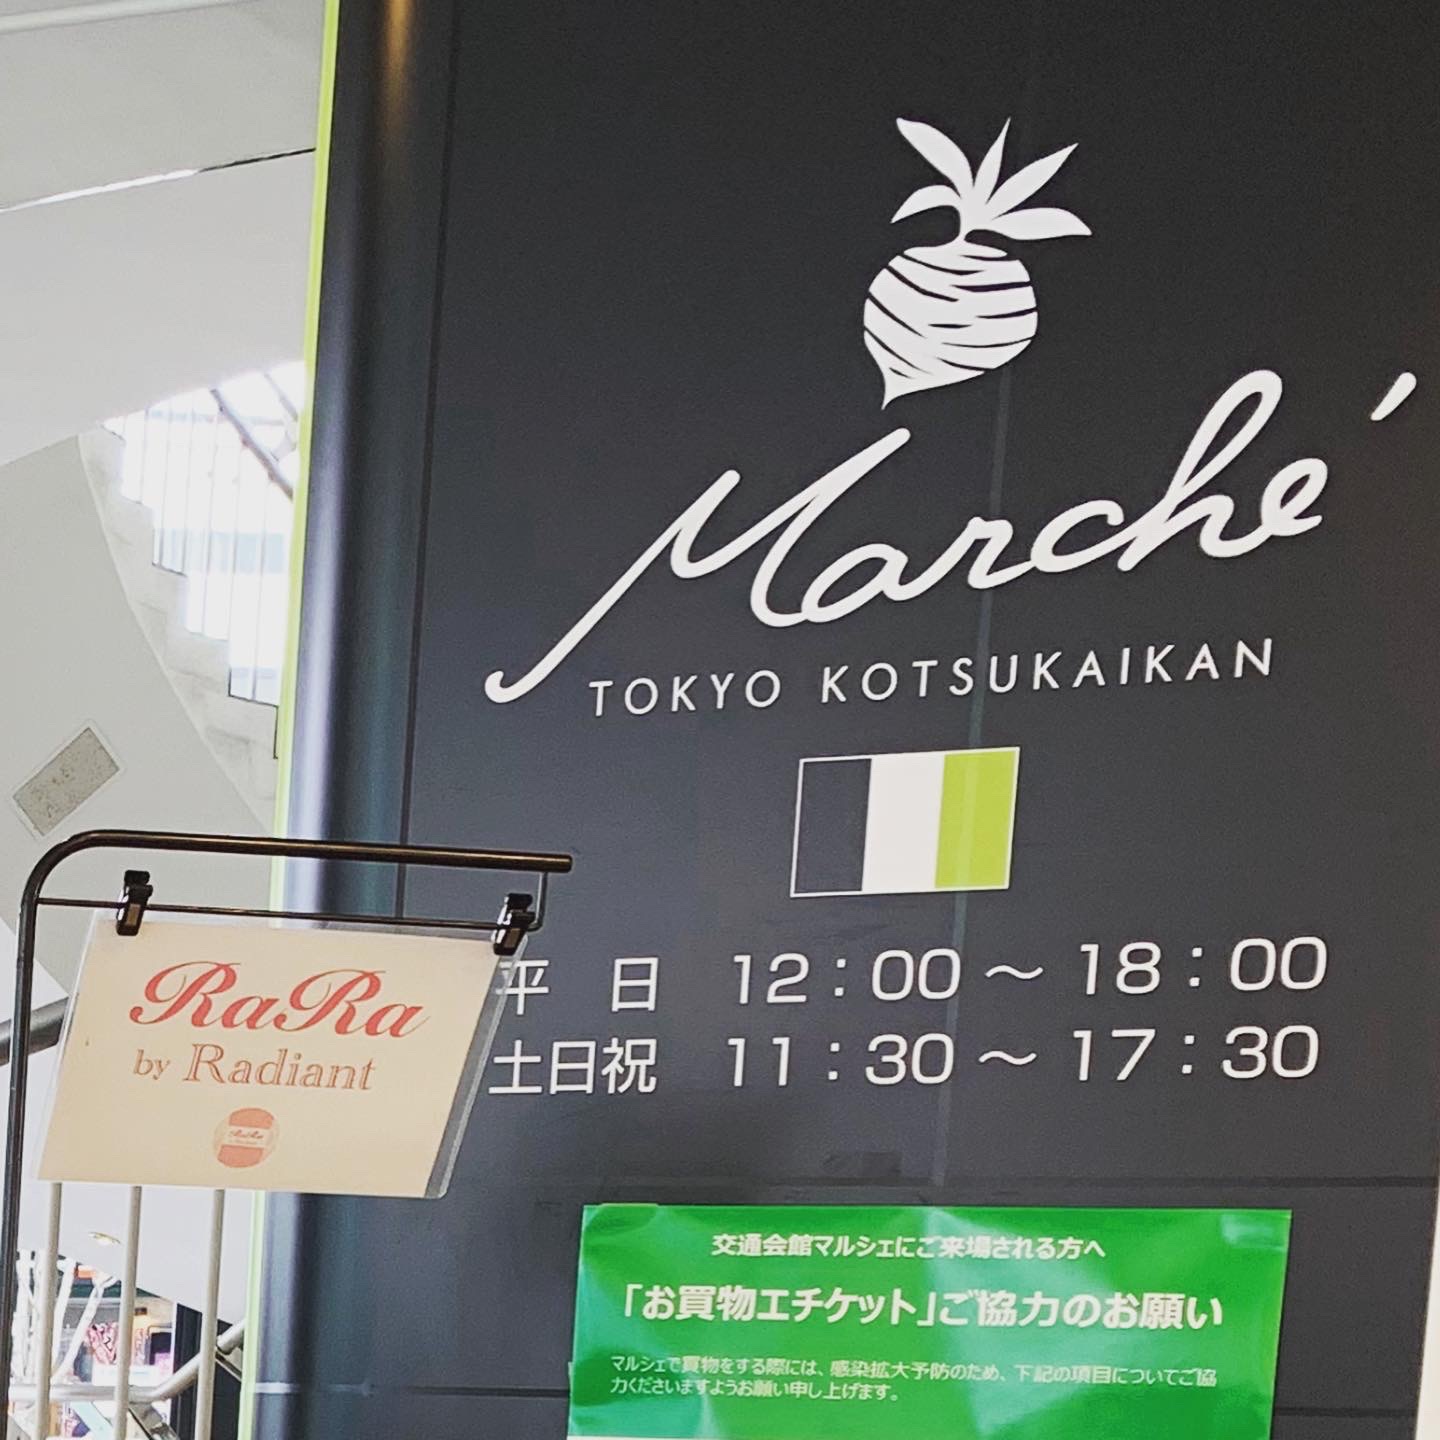 Marché
TOKYO KOTSUKAIKAN
平日 12：00～18：00
土日祝 11：30～17：30
RaRa
by Radiant
交通会館マルシェにご来場される方へ
「お買物エチケット」ご協力のお願い
マルシェで買物をする際には、感染拡大予防のため、下記の項目についてご協
力くださいますようお願い申し上げます。